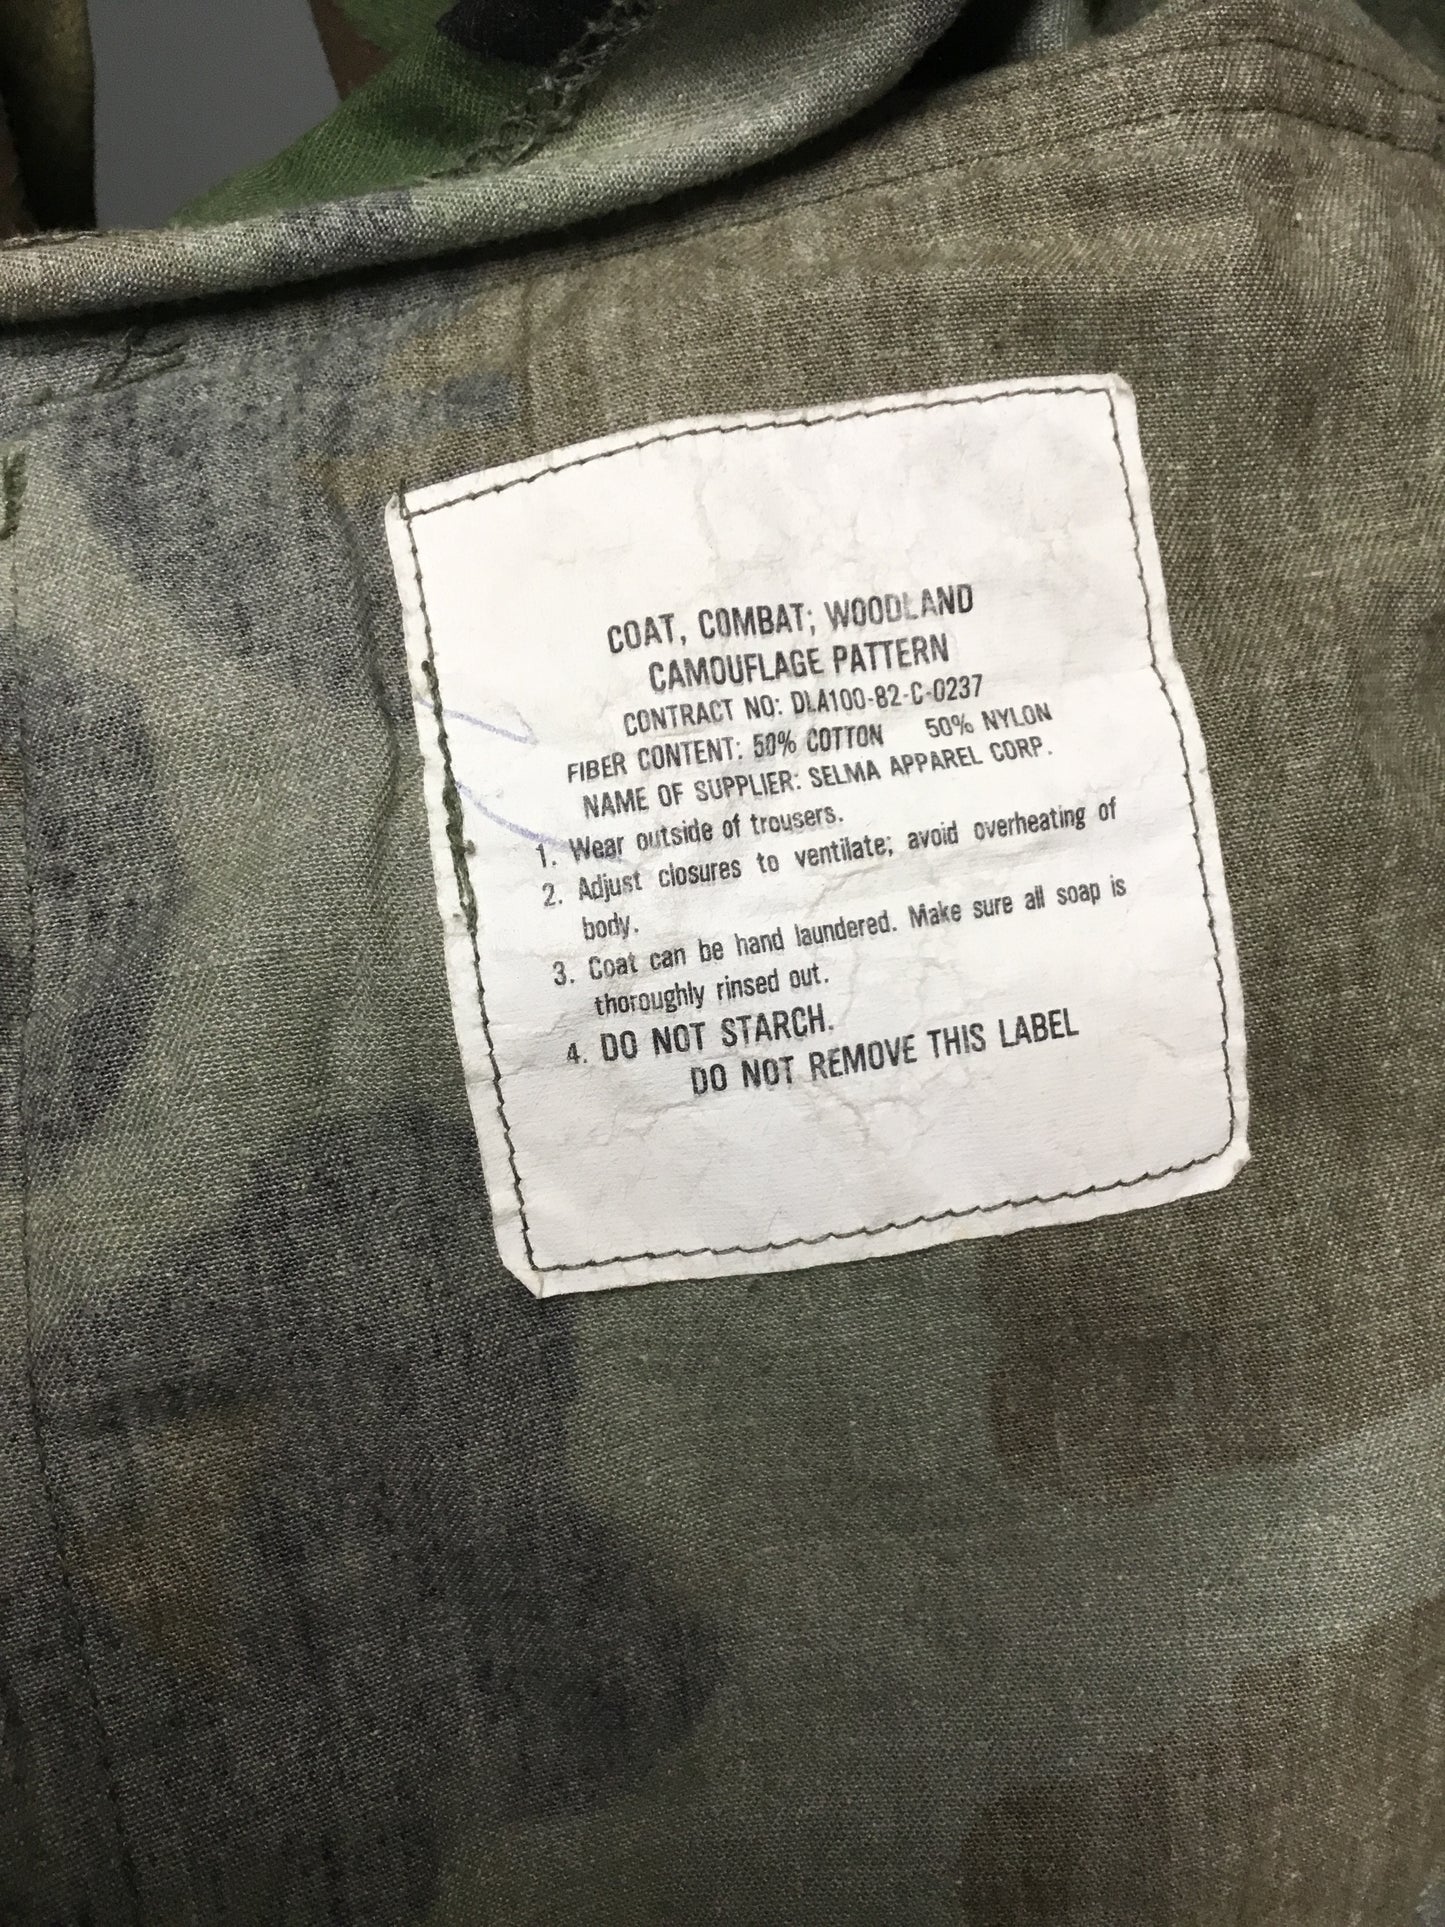 COAT, COMBAT; WOODLAND
CAMOUFLAGE PATTERN
CONTRACT NO: DLA100-82-C-0237
FIBER CONTENT: 50% COTTON 50% NYLON
NAME OF SUPPLIER: SELMA APPAREL CORP.
1. Wear outside of trousers.
2. Adjust closures to ventilate; avoid overheating of
body.
3. Coat can be hand laundered. Make sure all soap is
thoroughly rinsed out.
4. DO NOT STARCH.
DO NOT REMOVE THIS LABEL